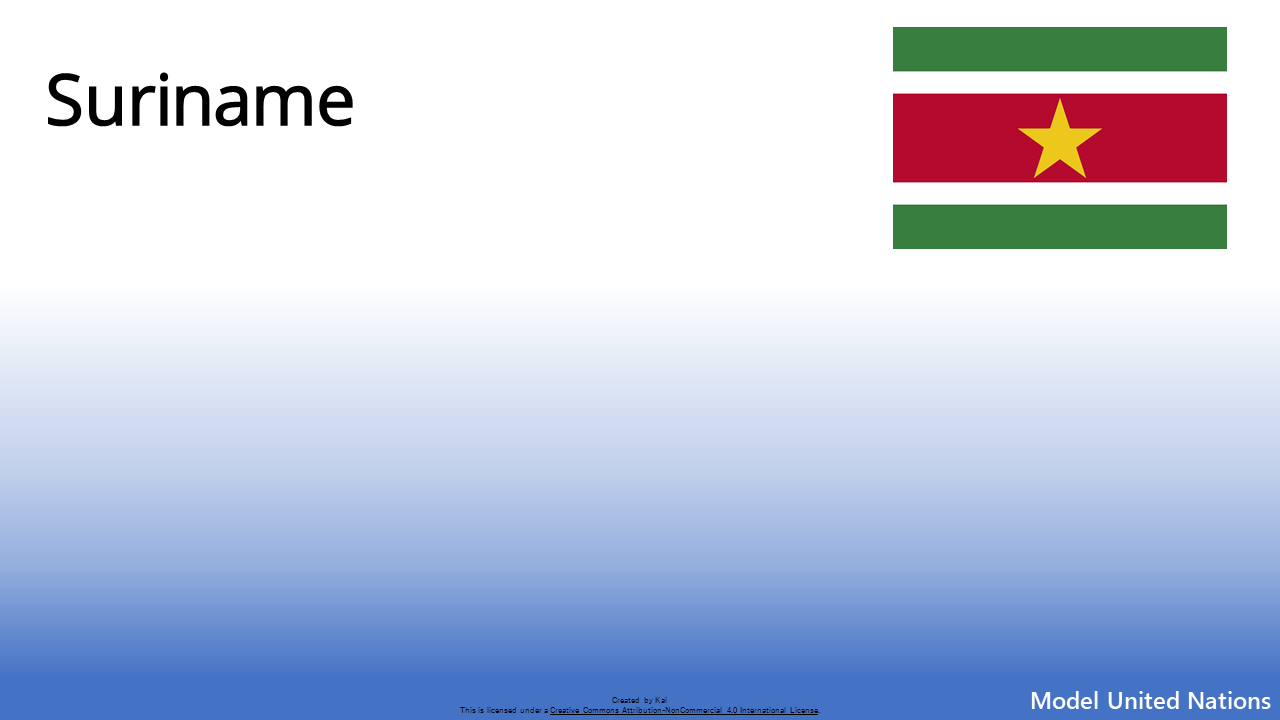 Suriname
Created by Kai
This is licensed under a Creative Commons Attribution-NonCommercial 4.0 International License.
Model United Nations